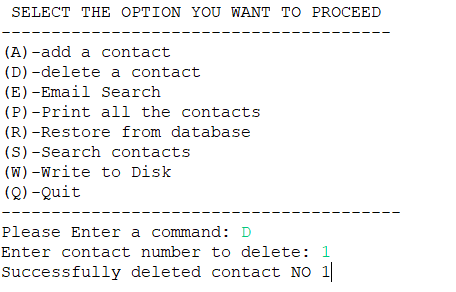 SELECT THE OPTION YOU WANT TO PROCEED
---------------------------------------
(A)-add a contact
(D)-delete a contact
(E)-Email Search
(P)-Print all the contacts
(R)-Restore from database
(S)-Search contacts
(W)-Write to Disk
(Q)-Quit
----------------------------------------
Please Enter a command: D
Enter contact number to delete: 1
Successfully deleted contact NO 1